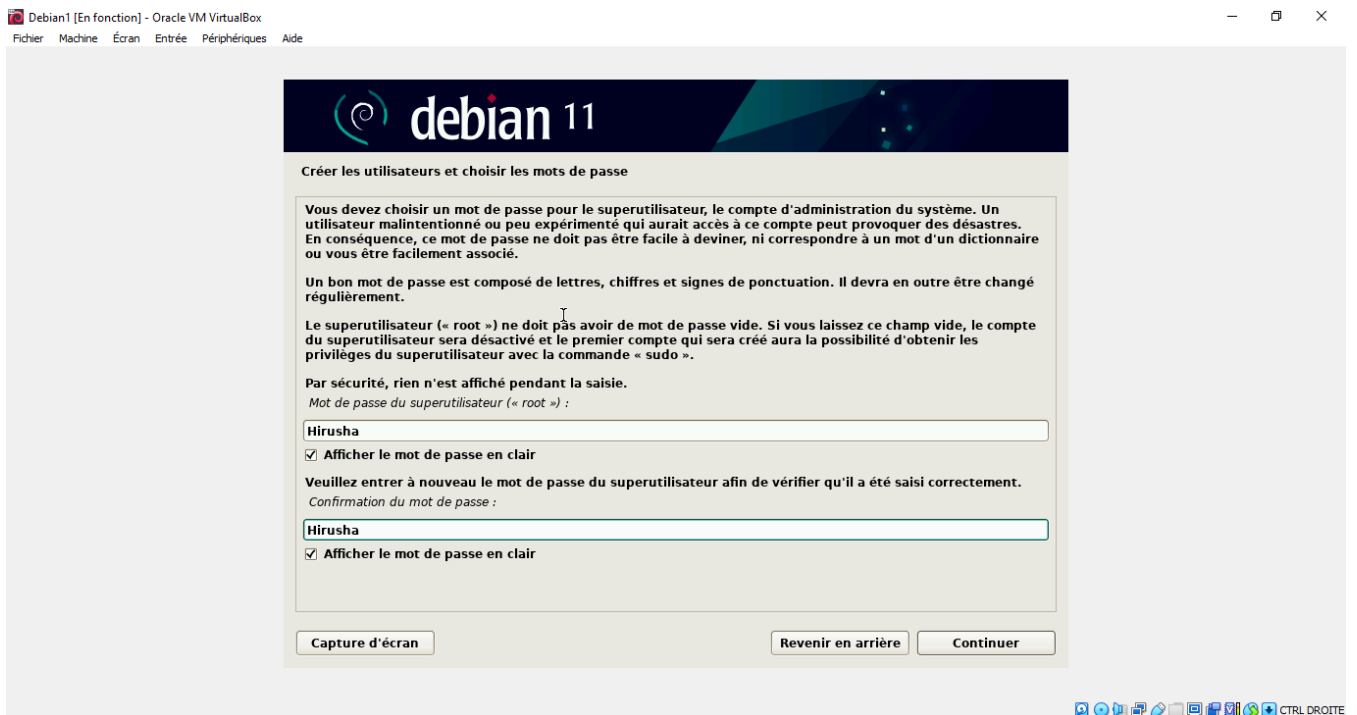 Debian1 [En fonction] - Oracle VM VirtualBox
Fichier Machine Écran Entrée Périphériques Aide
debian 11
Créer les utilisateurs et choisir les mots de passe
Vous devez choisir un mot de passe pour le superutilisateur, le compte d'administration du système. Un
utilisateur malintentionné ou peu expérimenté qui aurait accès à ce compte peut provoquer des désastres.
En conséquence, ce mot de passe ne doit pas être facile à deviner, ni correspondre à un mot d'un dictionnaire
ou vous être facilement associé.
Un bon mot de passe est composé de lettres, chiffres et signes de ponctuation. Il devra en outre être changé
régulièrement.
Le superutilisateur (« root ») ne doit pas avoir de mot de passe vide. Si vous laissez ce champ vide, le compte
du superutilisateur sera désactivé et le premier compte qui sera créé aura la possibilité d'obtenir les
privilèges du superutilisateur avec la commande « sudo ».
Par sécurité, rien n'est affiché pendant la saisie.
Mot de passe du superutilisateur (« root ») :
Hirusha
Afficher le mot de passe en clair
Veuillez entrer à nouveau le mot de passe du superutilisateur afin de vérifier qu'il a été saisi correctement.
Confirmation du mot de passe :
Hirusha
Afficher le mot de passe en clair
Capture d'écran Revenir en arrière Continuer
CTRL DROITE